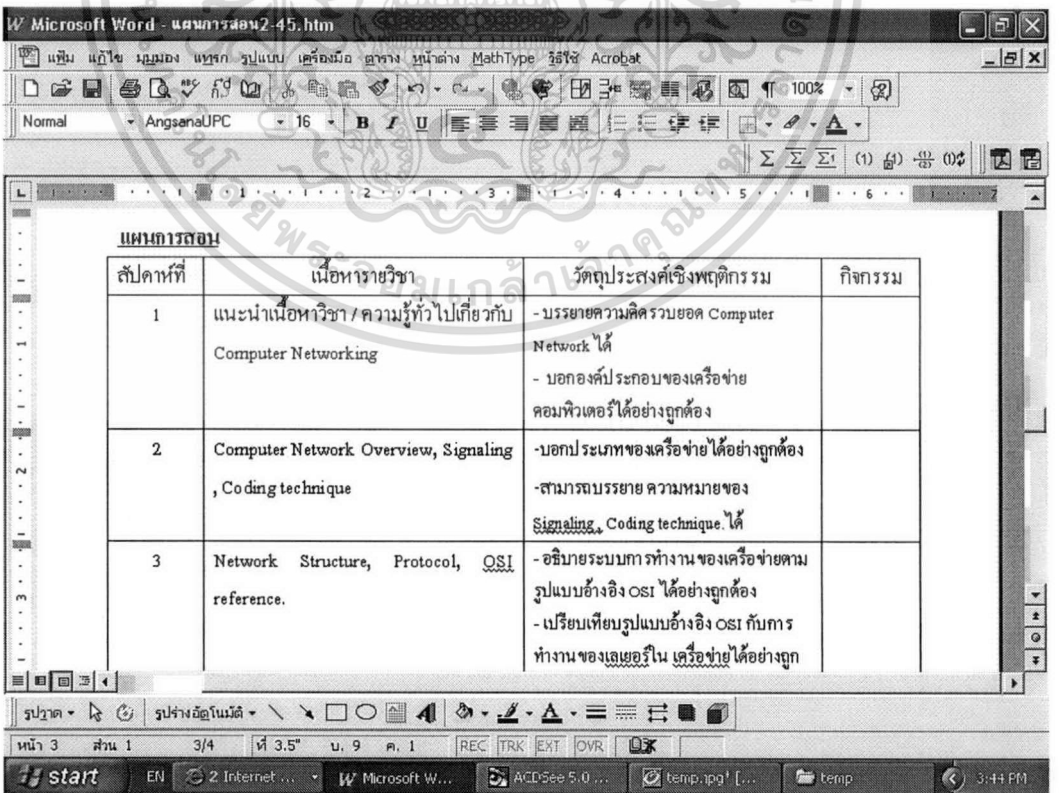 Microsoft Word - แผนการสอน2-45.htm
แฟ้ม แก้ไข มุมมอง แทรก รูปแบบ เครื่องมือ ตาราง หน้าต่าง MathType วิธีใช้ Acrobat
100%
Normal AngsanaUPC 16 B I U A
Σ Σ Σ1 (1)
1 2 3 4 5 6 7
แผนการสอน
สัปดาห์ที่ เนื้อหารายวิชา วัตถุประสงค์เชิงพฤติกรรม กิจกรรม
1 แนะนำเนื้อหาวิชา / ความรู้ทั่วไปเกี่ยวกับ - บรรยายความคิดรวบยอด Computer
Computer Networking Network ได้
- บอกองค์ประกอบของเครือข่าย
คอมพิวเตอร์ได้อย่างถูกต้อง
2 Computer Network Overview, Signaling -บอกประเภทของเครือข่ายได้อย่างถูกต้อง
, Coding technique -สามารถบรรยาย ความหมายของ
Signaling, Coding technique. ได้
3 Network Structure, Protocol, OSI - อธิบายระบบการทำงานของเครือข่ายตาม
reference. รูปแบบอ้างอิง OSI ได้อย่างถูกต้อง
- เปรียบเทียบรูปแบบอ้างอิง OSI กับการ
ทำงานของเลเยอร์ใน เครือข่ายได้อย่างถูก
รูปวาด รูปร่างอัตโนมัติ
หน้า 3 ส่วน 1 3/4 ที่ 3.5" บ. 9 ค. 1 REC TRK EXT OVR
start EN 2 Internet ... Microsoft W... ACDSee 5.0 ... temp.jpg* [... temp 3:44 PM